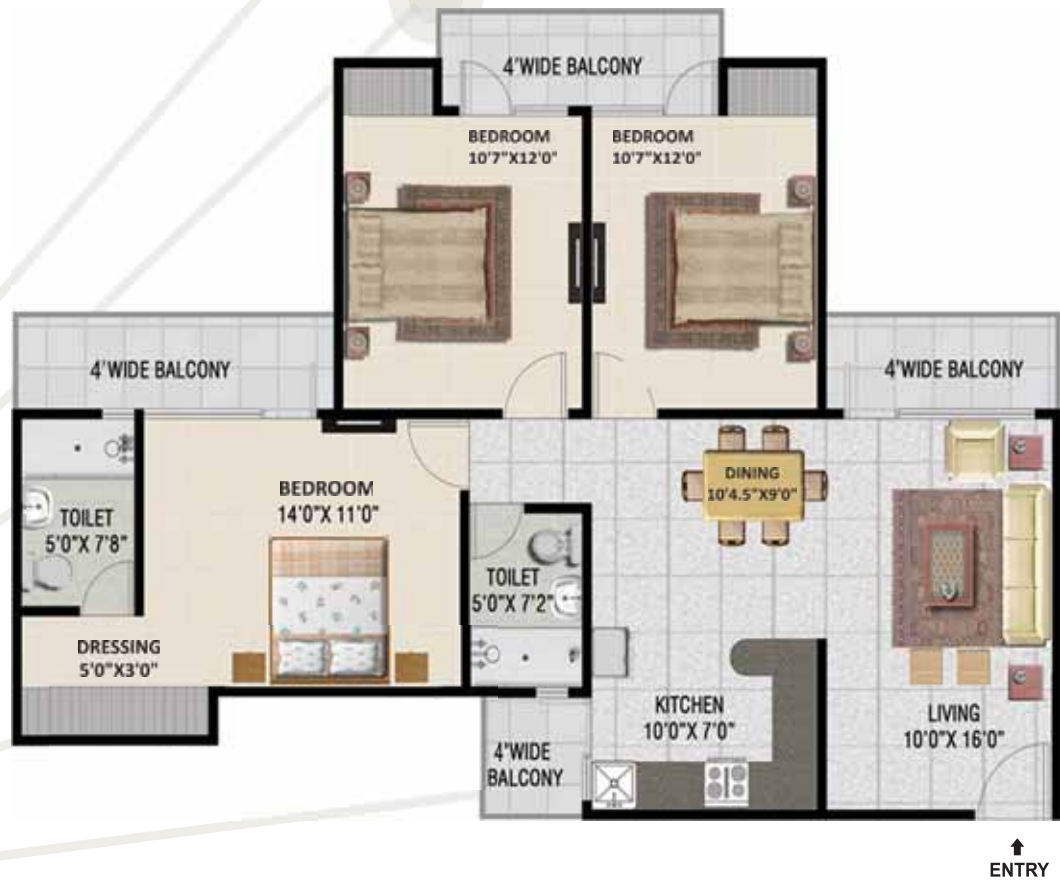 4'WIDE BALCONY
BEDROOM
10'7"X12'0"
BEDROOM
10'7"X12'0"
4'WIDE BALCONY
4'WIDE BALCONY
BEDROOM
14'0"X 11'0"
DINING
10'4.5"X9'0"
TOILET
5'0"X 7'8"
TOILET
5'0"X 7'2"
DRESSING
5'0"X3'0"
KITCHEN
10'0"X 7'0"
LIVING
10'0"X 16'0"
4'WIDE
BALCONY
ENTRY